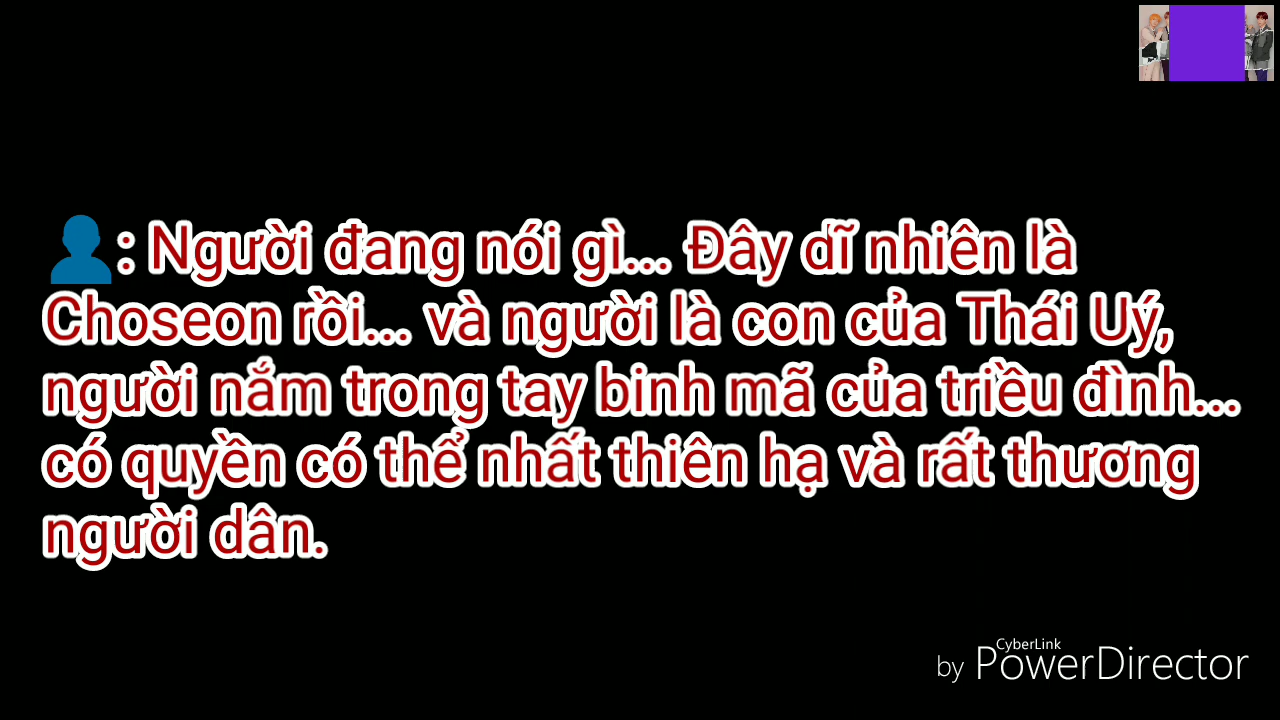 👤: Người đang nói gì... Đây dĩ nhiên là
Choseon rồi... và người là con của Thái Uý,
người nắm trong tay binh mã của triều đình...
có quyền có thể nhất thiên hạ và rất thương
người dân.
CyberLink
by PowerDirector